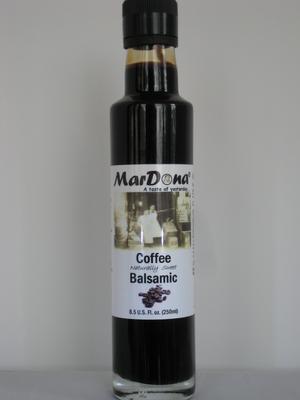 MarDona®
A taste of yesterday
Coffee
Naturally Sweet
Balsamic
8.5 U.S. Fl. oz. (250ml)